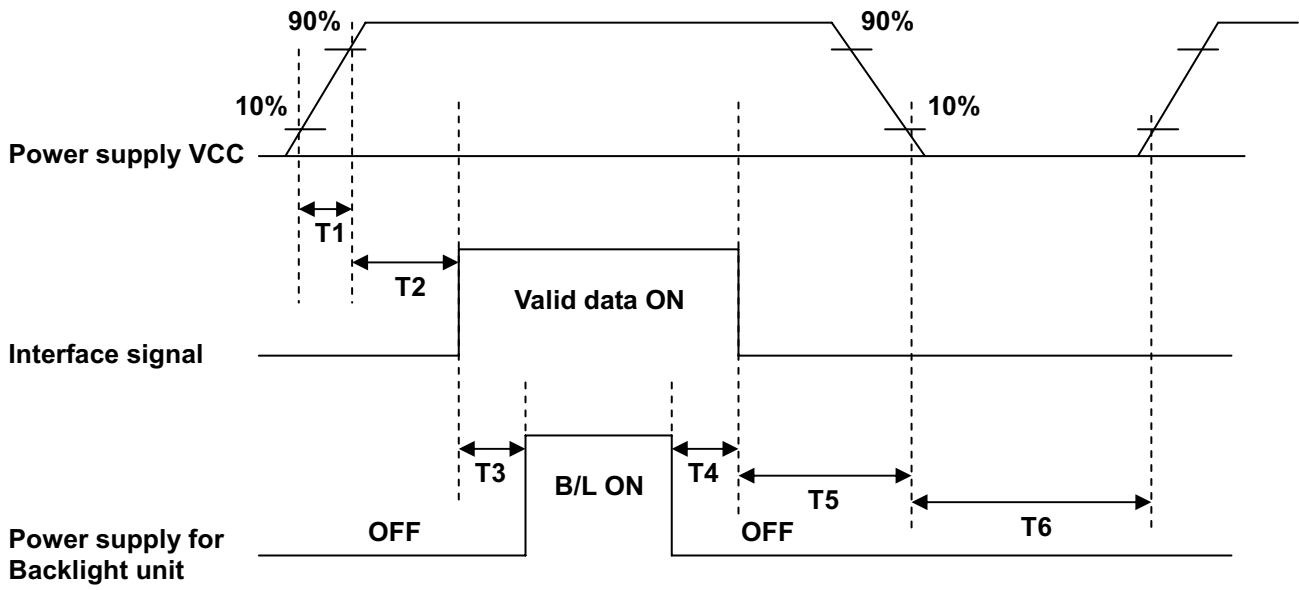 90%
90%
10%
10%
Power supply VCC
T1
T2
Valid data ON
Interface signal
T3
T4
B/L ON
T5
T6
OFF
OFF
Power supply for
Backlight unit